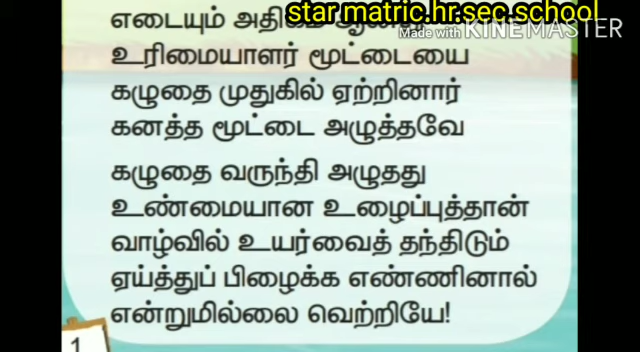 star matric.hr.sec.school
Made with KINEMASTER
எடையும்
உரிமையாளர் மூட்டையை
கழுதை முதுகில் ஏற்றினார்
கனத்த மூட்டை அழுத்தவே
கழுதை வருந்தி அழுதது
உண்மையான உழைப்புத்தான்
வாழ்வில் உயர்வைத் தந்திடும்
ஏய்த்துப் பிழைக்க எண்ணினால்
என்றுமில்லை வெற்றியே!
1